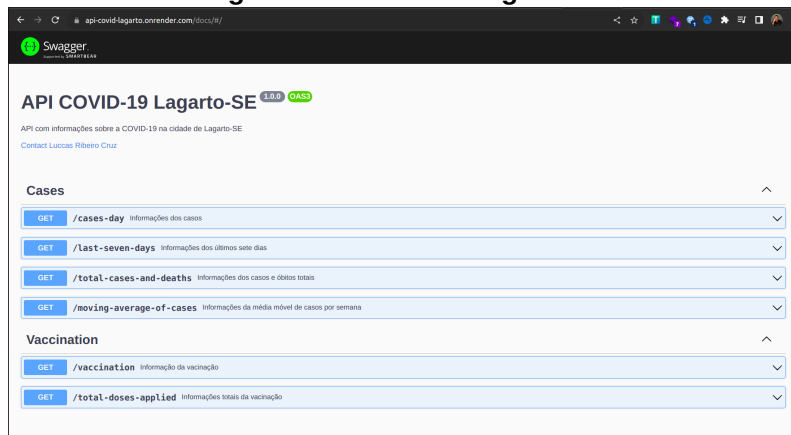 api-covid-lagarto.onrender.com/docs/#/
Swagger.
Supported by SMARTBEAR
API COVID-19 Lagarto-SE 1.0.0 OAS3
API com informações sobre a COVID-19 na cidade de Lagarto-SE
Contact Luccas Ribeiro Cruz
Cases
GET /cases-day Informações dos casos
GET /last-seven-days Informações dos últimos sete dias
GET /total-cases-and-deaths Informações dos casos e óbitos totais
GET /moving-average-of-cases Informações da média móvel de casos por semana
Vaccination
GET /vaccination Informação da vacinação
GET /total-doses-applied Informações totais da vacinação